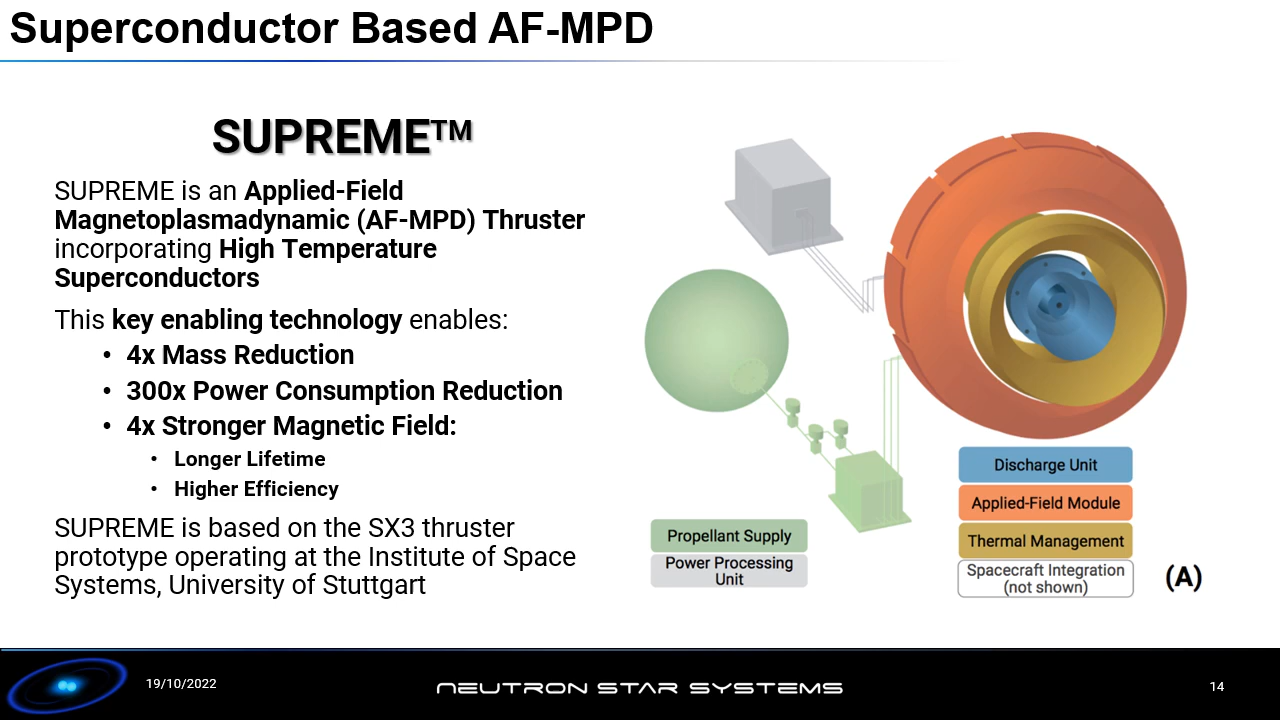 Superconductor Based AF-MPD
SUPREME™
SUPREME is an Applied-Field
Magnetoplasmadynamic (AF-MPD) Thruster
incorporating High Temperature
Superconductors
This key enabling technology enables:
• 4x Mass Reduction
• 300x Power Consumption Reduction
• 4x Stronger Magnetic Field:
• Longer Lifetime
• Higher Efficiency
SUPREME is based on the SX3 thruster
prototype operating at the Institute of Space
Systems, University of Stuttgart
Propellant Supply
Power Processing
Unit
Discharge Unit
Applied-Field Module
Thermal Management
Spacecraft Integration
(not shown)
(A)
19/10/2022
NEUTRON STAR SYSTEMS
14